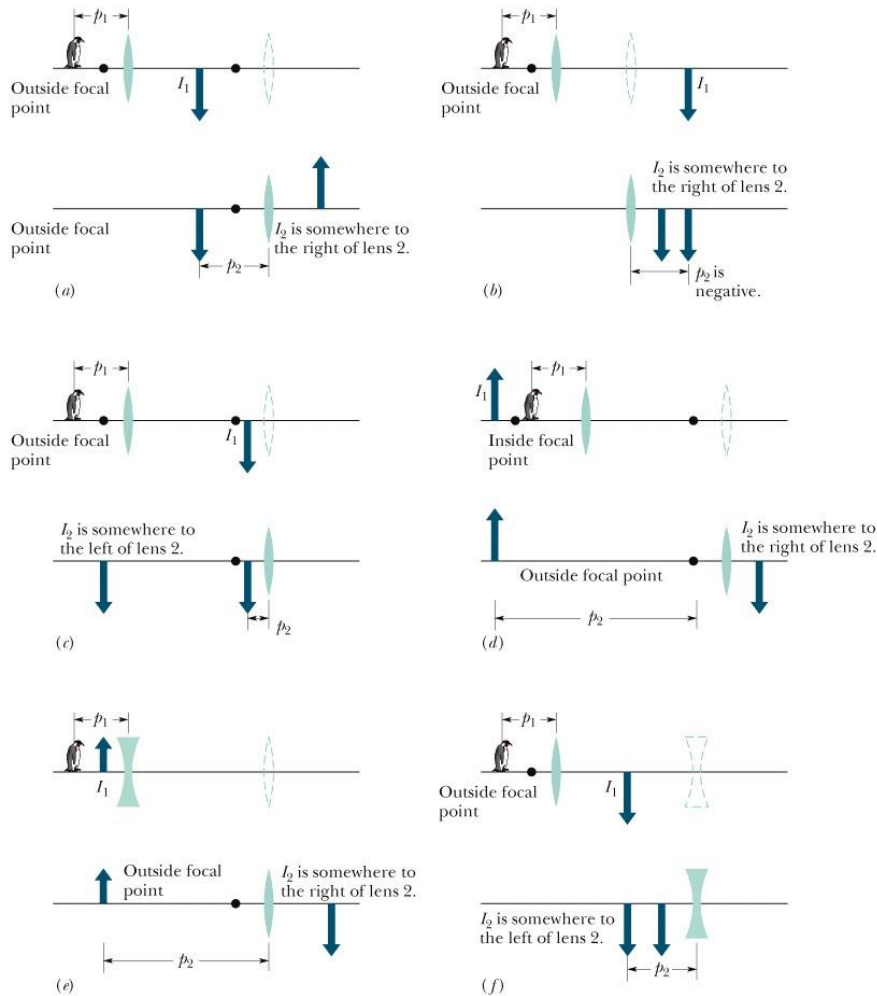 p1
I1
Outside focal
point
Outside focal
point
I2 is somewhere to
the right of lens 2.
p2
(a)
p1
I1
Outside focal
point
I2 is somewhere to
the right of lens 2.
p2 is
negative.
(b)
p1
I1
Outside focal
point
I2 is somewhere to
the left of lens 2.
p2
(c)
p1
I1
Inside focal
point
I2 is somewhere to
the right of lens 2.
Outside focal point
p2
(d)
p1
I1
Outside focal
point
I2 is somewhere to
the right of lens 2.
p2
(e)
p1
Outside focal
point
I1
I2 is somewhere to
the left of lens 2.
p2
(f)